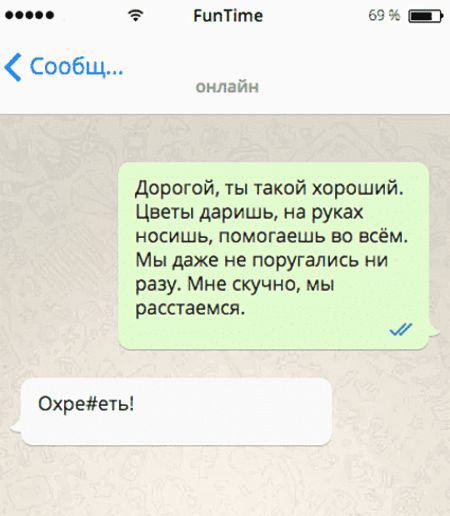 FunTime
69 %
Сообщ...
онлайн
Дорогой, ты такой хороший.
Цветы даришь, на руках
носишь, помогаешь во всём.
Мы даже не поругались ни
разу. Мне скучно, мы
расстаемся.
Охре#еть!